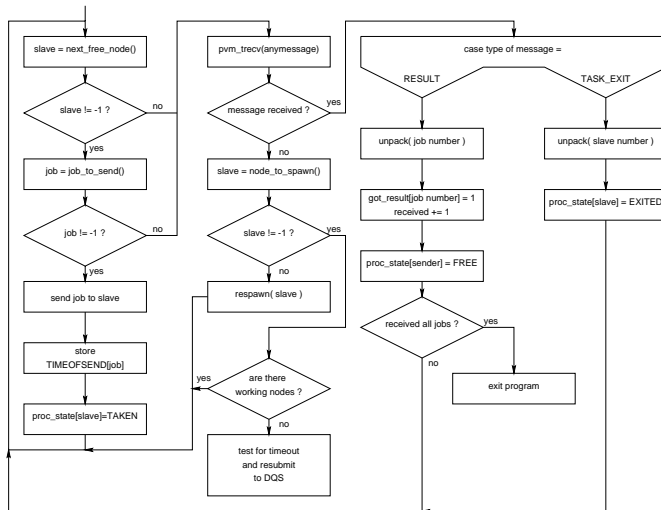 slave = next_free_node()
slave != -1 ?
no
yes
job = job_to_send()
job != -1 ?
no
yes
send job to slave
store
TIMEOFSEND[job]
proc_state[slave]=TAKEN
pvm_trecv(anymessage)
message received ?
yes
no
slave = node_to_spawn()
slave != -1 ?
yes
no
respawn( slave )
yes
are there
working nodes ?
no
test for timeout
and resubmit
to DQS
case type of message =
RESULT
TASK_EXIT
unpack( job number )
got_result[job number] = 1
received += 1
proc_state[sender] = FREE
received all jobs ?
yes
no
exit program
unpack( slave number )
proc_state[slave] = EXITED